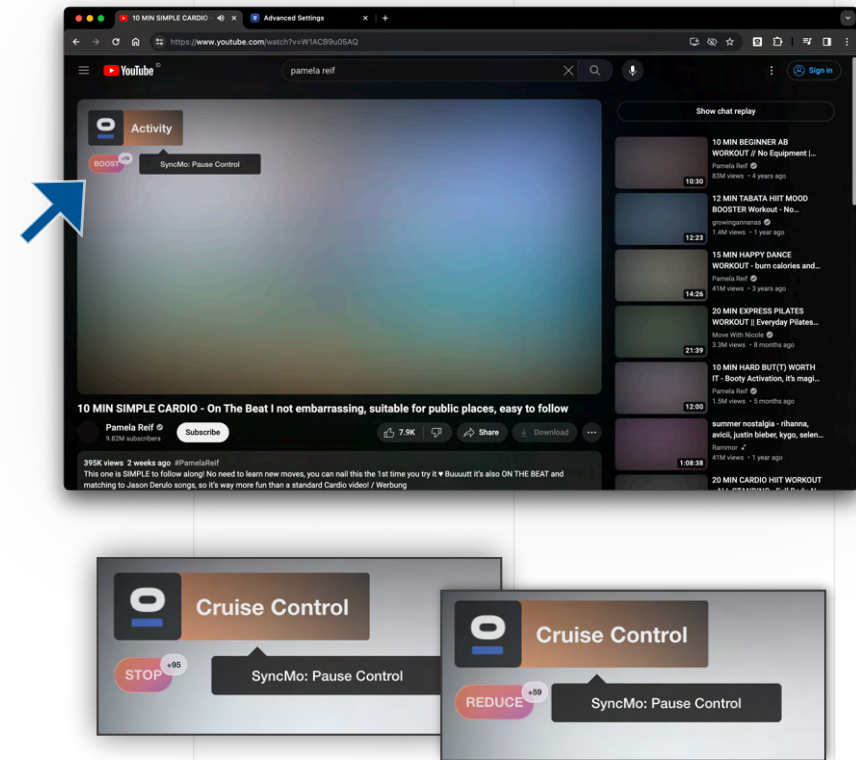 10 MIN SIMPLE CARDIO
Advanced Settings
https://www.youtube.com/watch?v=W1ACB9u05AQ
YouTube ID
pamela reif
Sign in
Activity
BOOST
SyncMo: Pause Control
Show chat replay
10 MIN BEGINNER AB
WORKOUT // No Equipment |...
Pamela Reif
83M views • 4 years ago
10:30
12 MIN TABATA HIIT MOOD
BOOSTER Workout - No...
growingannanas
1.4M views • 1 year ago
12:23
15 MIN HAPPY DANCE
WORKOUT - burn calories and...
Pamela Reif
41M views • 3 years ago
14:26
20 MIN EXPRESS PILATES
WORKOUT || Everyday Pilates...
Move With Nicole
3.3M views • 8 months ago
21:39
10 MIN HARD BUT(T) WORTH
IT - Booty Activation, it's magi...
Pamela Reif
1.5M views • 5 months ago
12:00
summer nostalgia - rihanna,
avicii, justin bieber, kygo, selen...
Rammor
41M views • 1 year ago
1:08:38
20 MIN CARDIO HIIT WORKOUT
10 MIN SIMPLE CARDIO - On The Beat I not embarrassing, suitable for public places, easy to follow
Pamela Reif
9.82M subscribers
Subscribe
7.9K
Share
Download
395K views 2 weeks ago #PamelaReif
This one is SIMPLE to follow along! No need to learn new moves, you can nail this the 1st time you try it ♥ Buuuutt it's also ON THE BEAT and
matching to Jason Derulo songs, so it's way more fun than a standard Cardio video! / Werbung
Cruise Control
STOP +95
SyncMo: Pause Control
Cruise Control
REDUCE +59
SyncMo: Pause Control